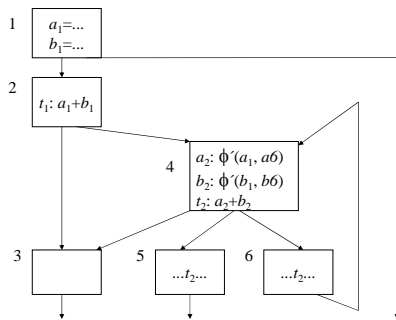 1
a₁=...
b₁=...
2
t₁: a₁+b₁
4
a₂: ϕ´(a₁, a6)
b₂: ϕ´(b₁, b6)
t₂: a₂+b₂
3
5
...t₂...
6
...t₂...